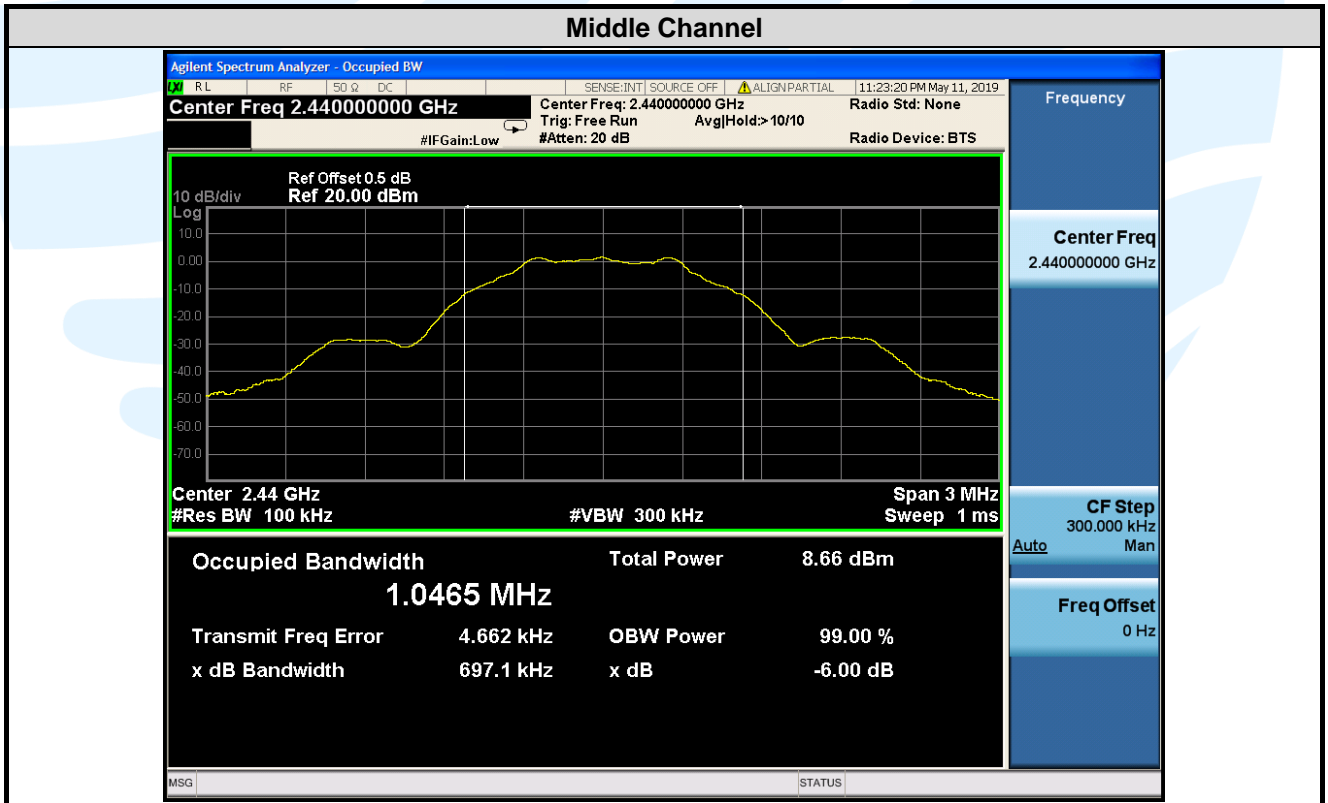 Middle Channel
Agilent Spectrum Analyzer - Occupied BW
LXI RL RF 50 Ω DC SENSE:INT SOURCE OFF ALIGN PARTIAL 11:23:20 PM May 11, 2019
Center Freq 2.440000000 GHz Center Freq: 2.440000000 GHz Radio Std: None
Trig: Free Run Avg|Hold:>10/10
#IFGain:Low #Atten: 20 dB Radio Device: BTS
Ref Offset 0.5 dB
10 dB/div Ref 20.00 dBm
Log
10.0
0.00
-10.0
-20.0
-30.0
-40.0
-50.0
-60.0
-70.0
Center 2.44 GHz Span 3 MHz
#Res BW 100 kHz #VBW 300 kHz Sweep 1 ms
Occupied Bandwidth Total Power 8.66 dBm
1.0465 MHz
Transmit Freq Error 4.662 kHz OBW Power 99.00 %
x dB Bandwidth 697.1 kHz x dB -6.00 dB
MSG STATUS
Frequency
Center Freq
2.440000000 GHz
CF Step
300.000 kHz
Auto Man
Freq Offset
0 Hz